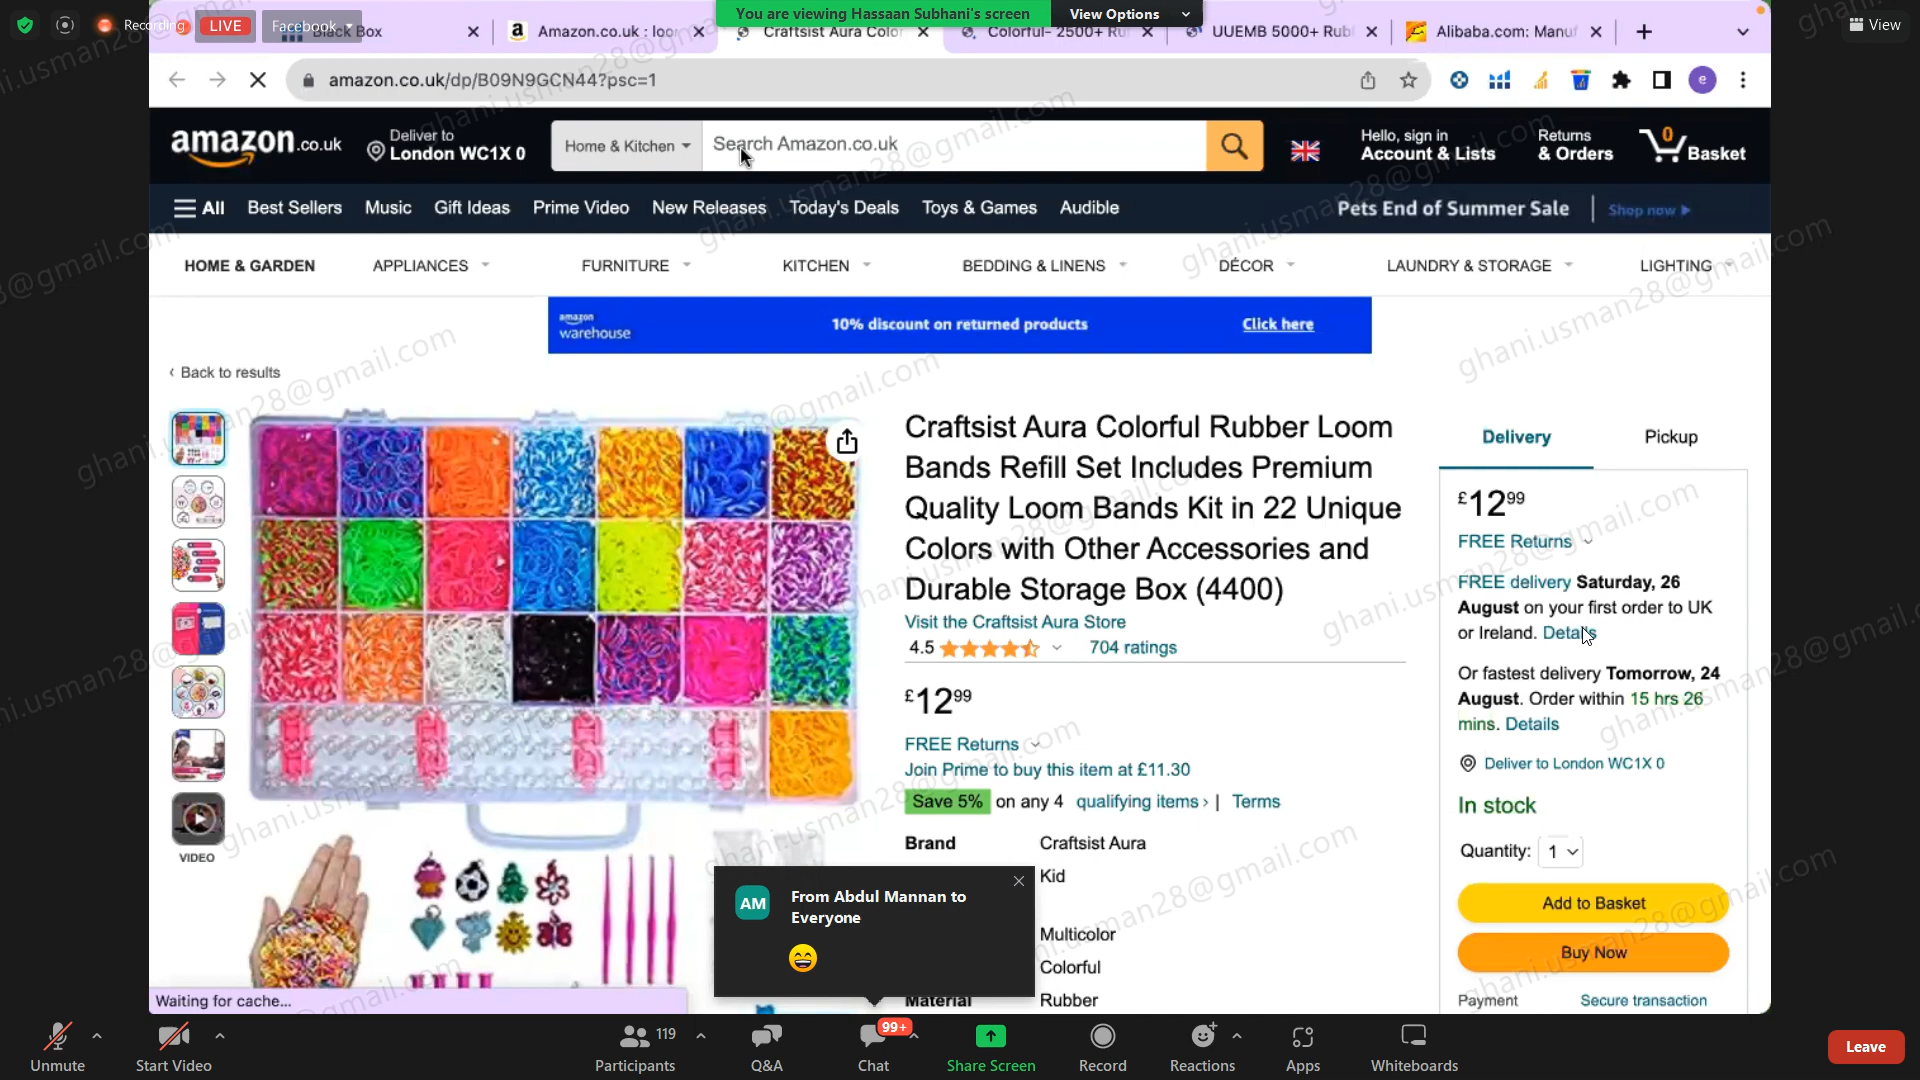 Recording
LIVE
Facebook
Black Box
Amazon.co.uk : loo
Craftsist Aura Color
Colorful- 2500+ Ru
UUEMB 5000+ Rub
Alibaba.com: Manuf
You are viewing Hassaan Subhani's screen
View Options
View
amazon.co.uk/dp/B09N9GCN44?psc=1
e
amazon.co.uk
Deliver to
London WC1X 0
Home & Kitchen
Search Amazon.co.uk
Hello, sign in
Account & Lists
Returns
& Orders
0
Basket
All
Best Sellers
Music
Gift Ideas
Prime Video
New Releases
Today's Deals
Toys & Games
Audible
Pets End of Summer Sale
Shop now
HOME & GARDEN
APPLIANCES
FURNITURE
KITCHEN
BEDDING & LINENS
DÉCOR
LAUNDRY & STORAGE
LIGHTING
amazon
warehouse
10% discount on returned products
Click here
‹ Back to results
VIDEO
Craftsist Aura Colorful Rubber Loom
Bands Refill Set Includes Premium
Quality Loom Bands Kit in 22 Unique
Colors with Other Accessories and
Durable Storage Box (4400)
Visit the Craftsist Aura Store
4.5
704 ratings
£1299
FREE Returns
Join Prime to buy this item at £11.30
Save 5% on any 4 qualifying items › | Terms
Brand Craftsist Aura
Kid
Multicolor
Colorful
Material Rubber
Delivery
Pickup
£1299
FREE Returns
FREE delivery Saturday, 26
August on your first order to UK
or Ireland. Details
Or fastest delivery Tomorrow, 24
August. Order within 15 hrs 26
mins. Details
Deliver to London WC1X 0
In stock
Quantity: 1
Add to Basket
Buy Now
Payment Secure transaction
AM
From Abdul Mannan to
Everyone
Waiting for cache...
ghani.usman28@gmail.com
Unmute
Start Video
119
Participants
Q&A
99+
Chat
Share Screen
Record
Reactions
Apps
Whiteboards
Leave